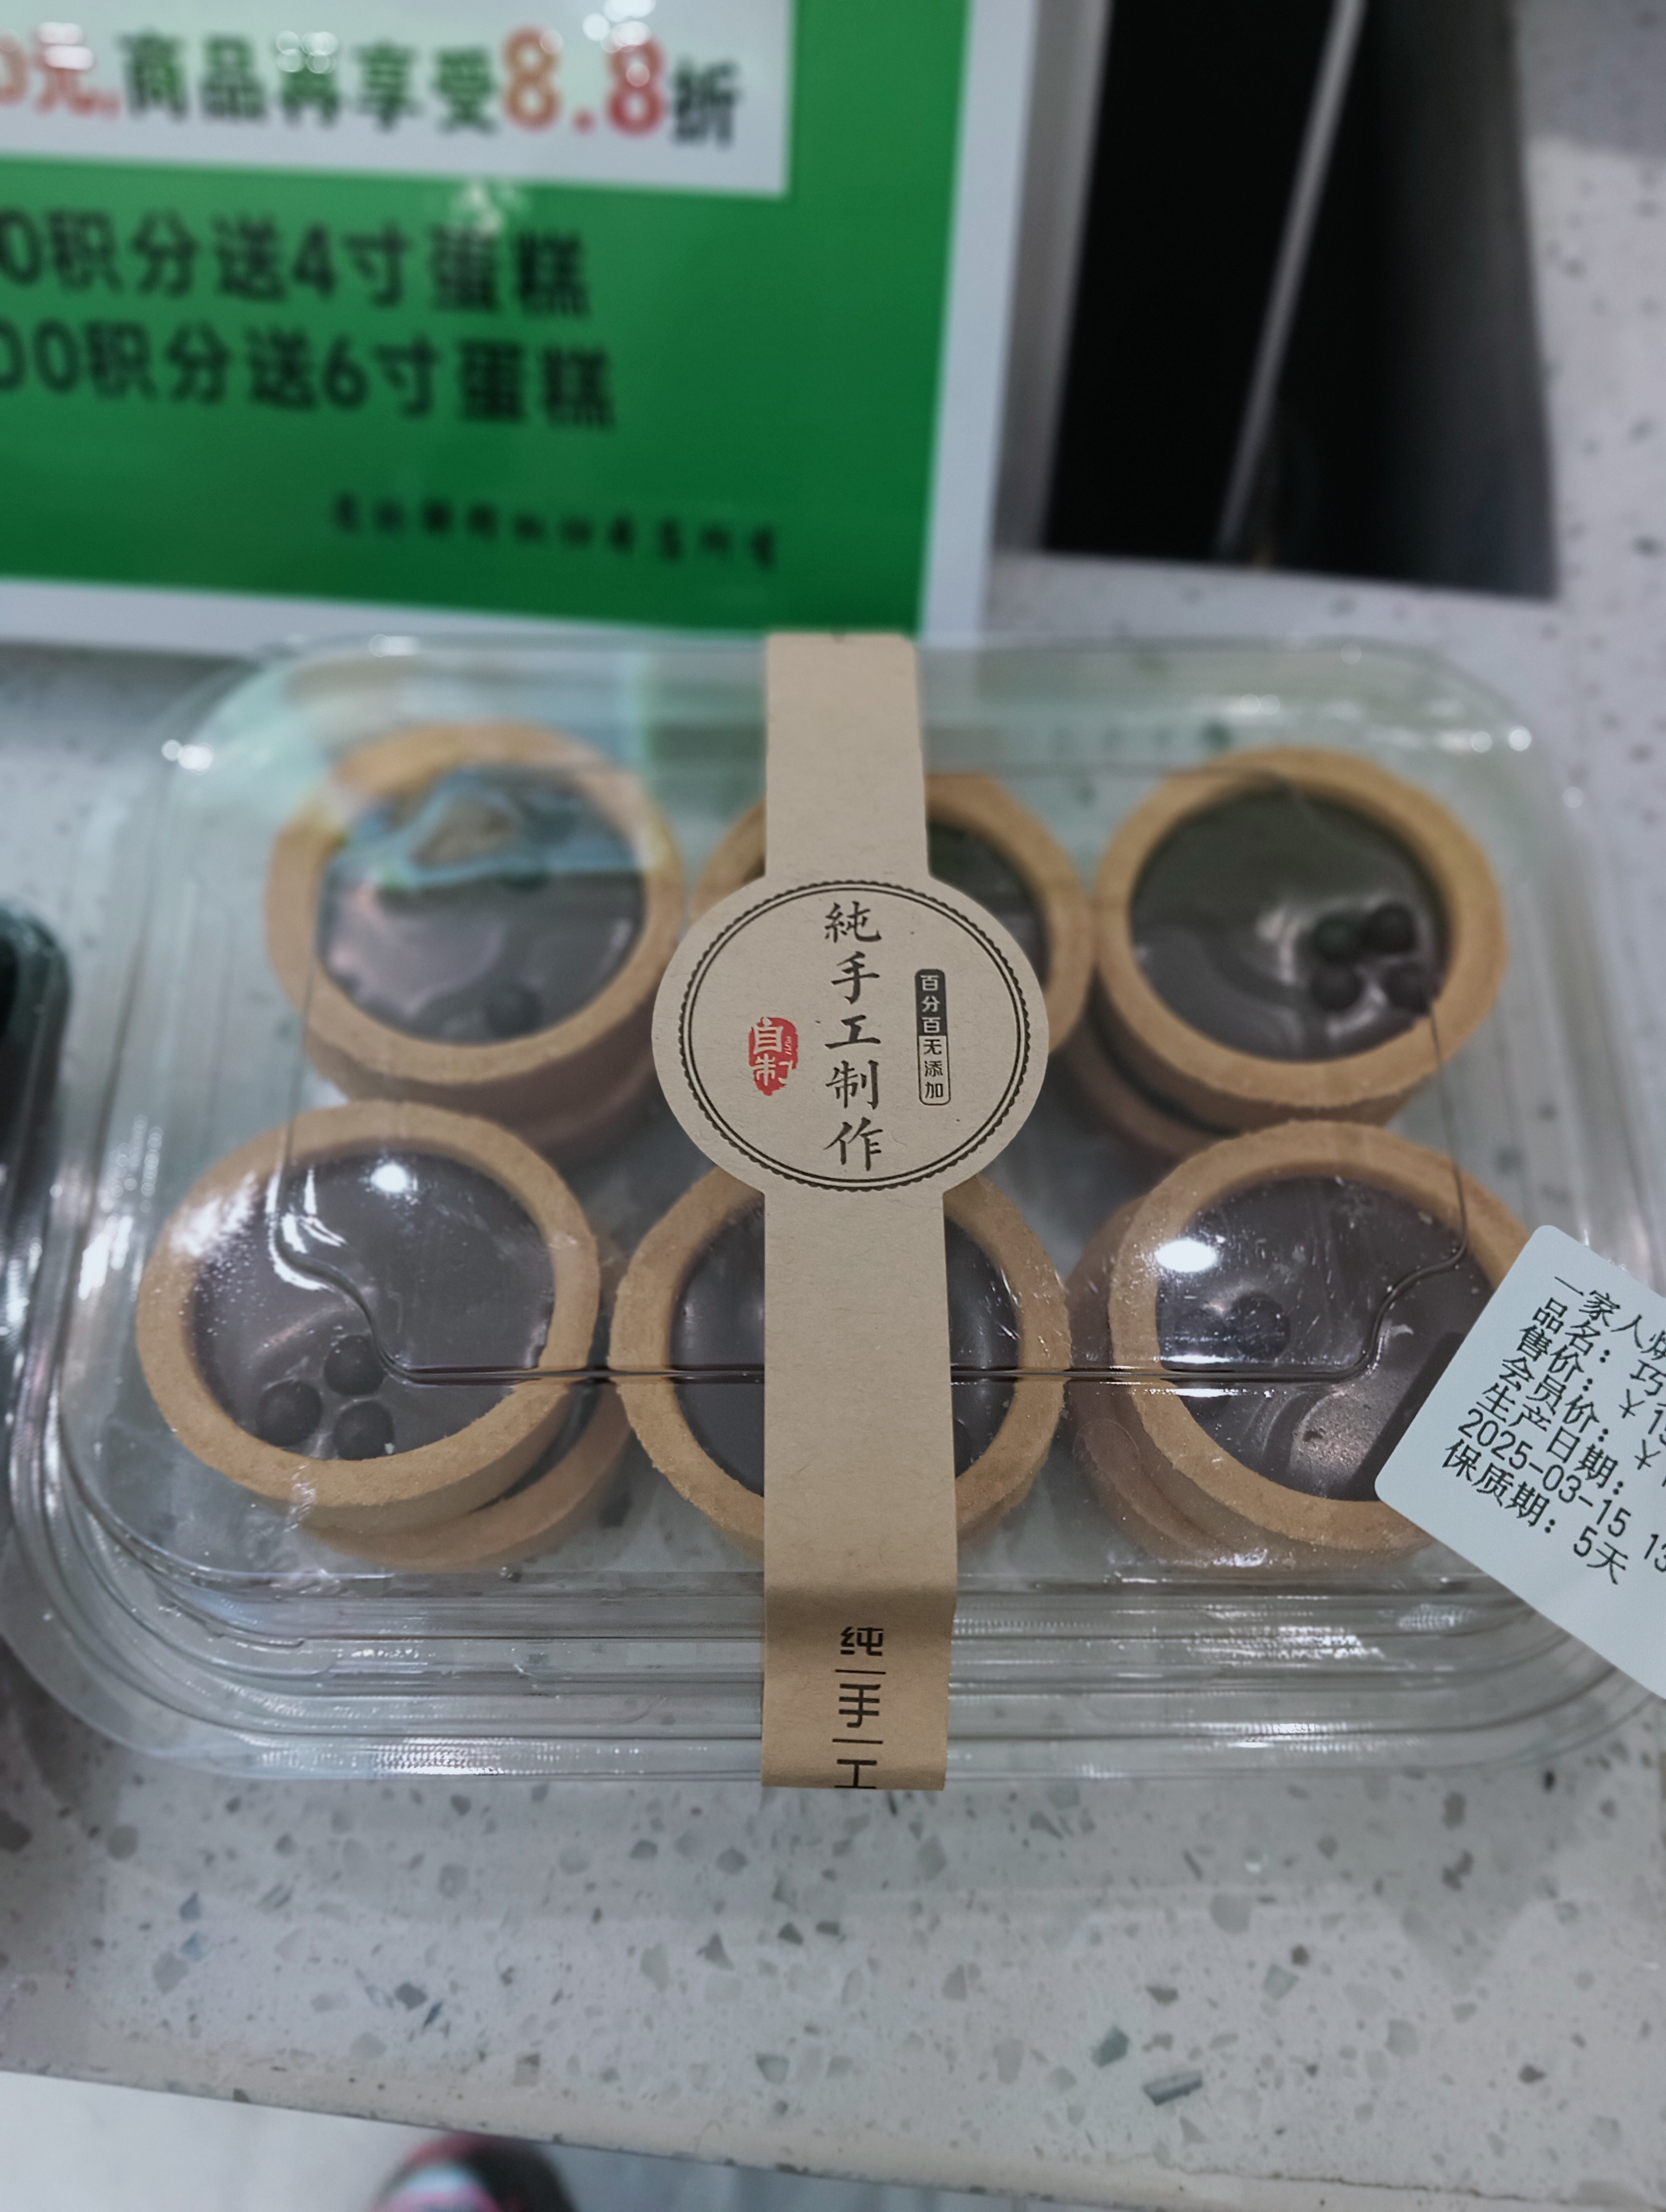 0元,商品再享受8.8折
0积分送4寸蛋糕
00积分送6寸蛋糕
純手工制作
百分百无添加
自制
纯手工
一家人
品名：巧
售价：¥
会员价：¥
生产日期：
2025-03-15 13
保质期：5天